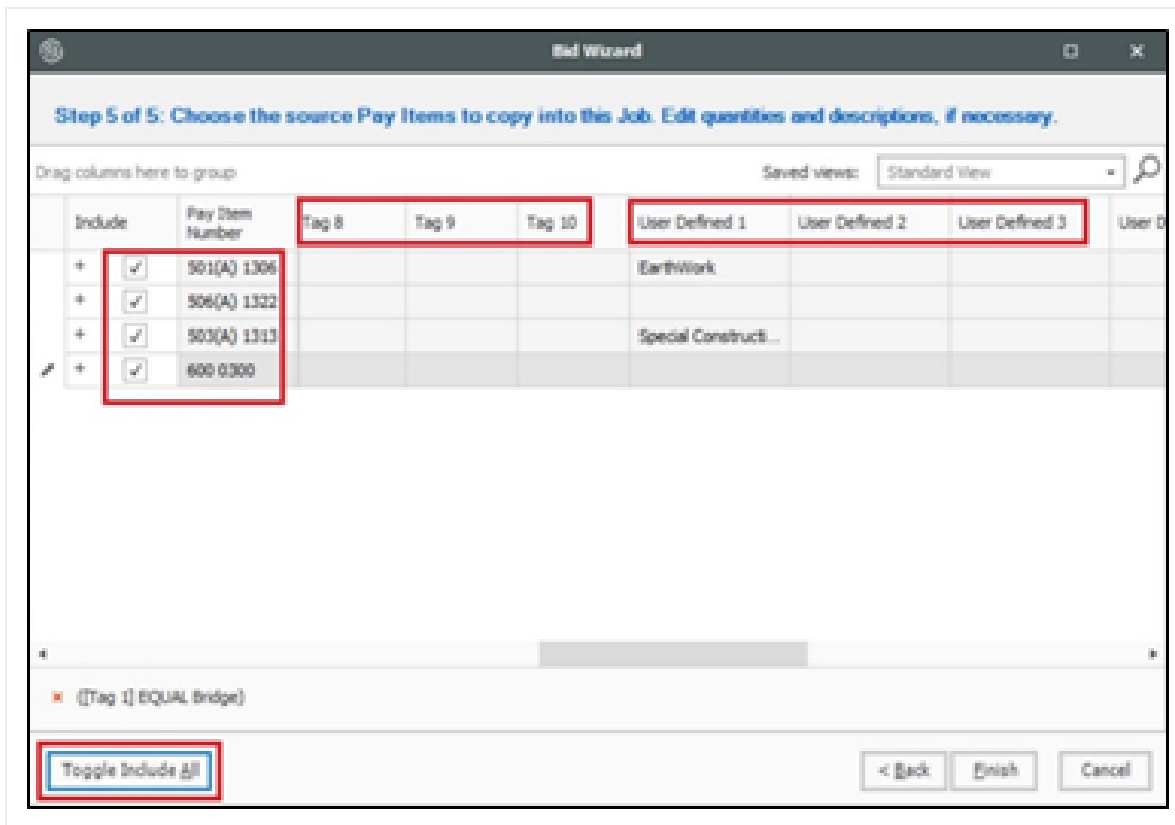 Bid Wizard
Step 5 of 5: Choose the source Pay Items to copy into this Job. Edit quantities and descriptions, if necessary.
Drag columns here to group Saved views: Standard View
Include Pay Item Number Tag 8 Tag 9 Tag 10 User Defined 1 User Defined 2 User Defined 3 User D
501(A) 1306 EarthWork
506(A) 1322
503(A) 1313 Special Constructi...
600 0300
([Tag 1] EQUAL Bridge)
Toggle Include All < Back Finish Cancel